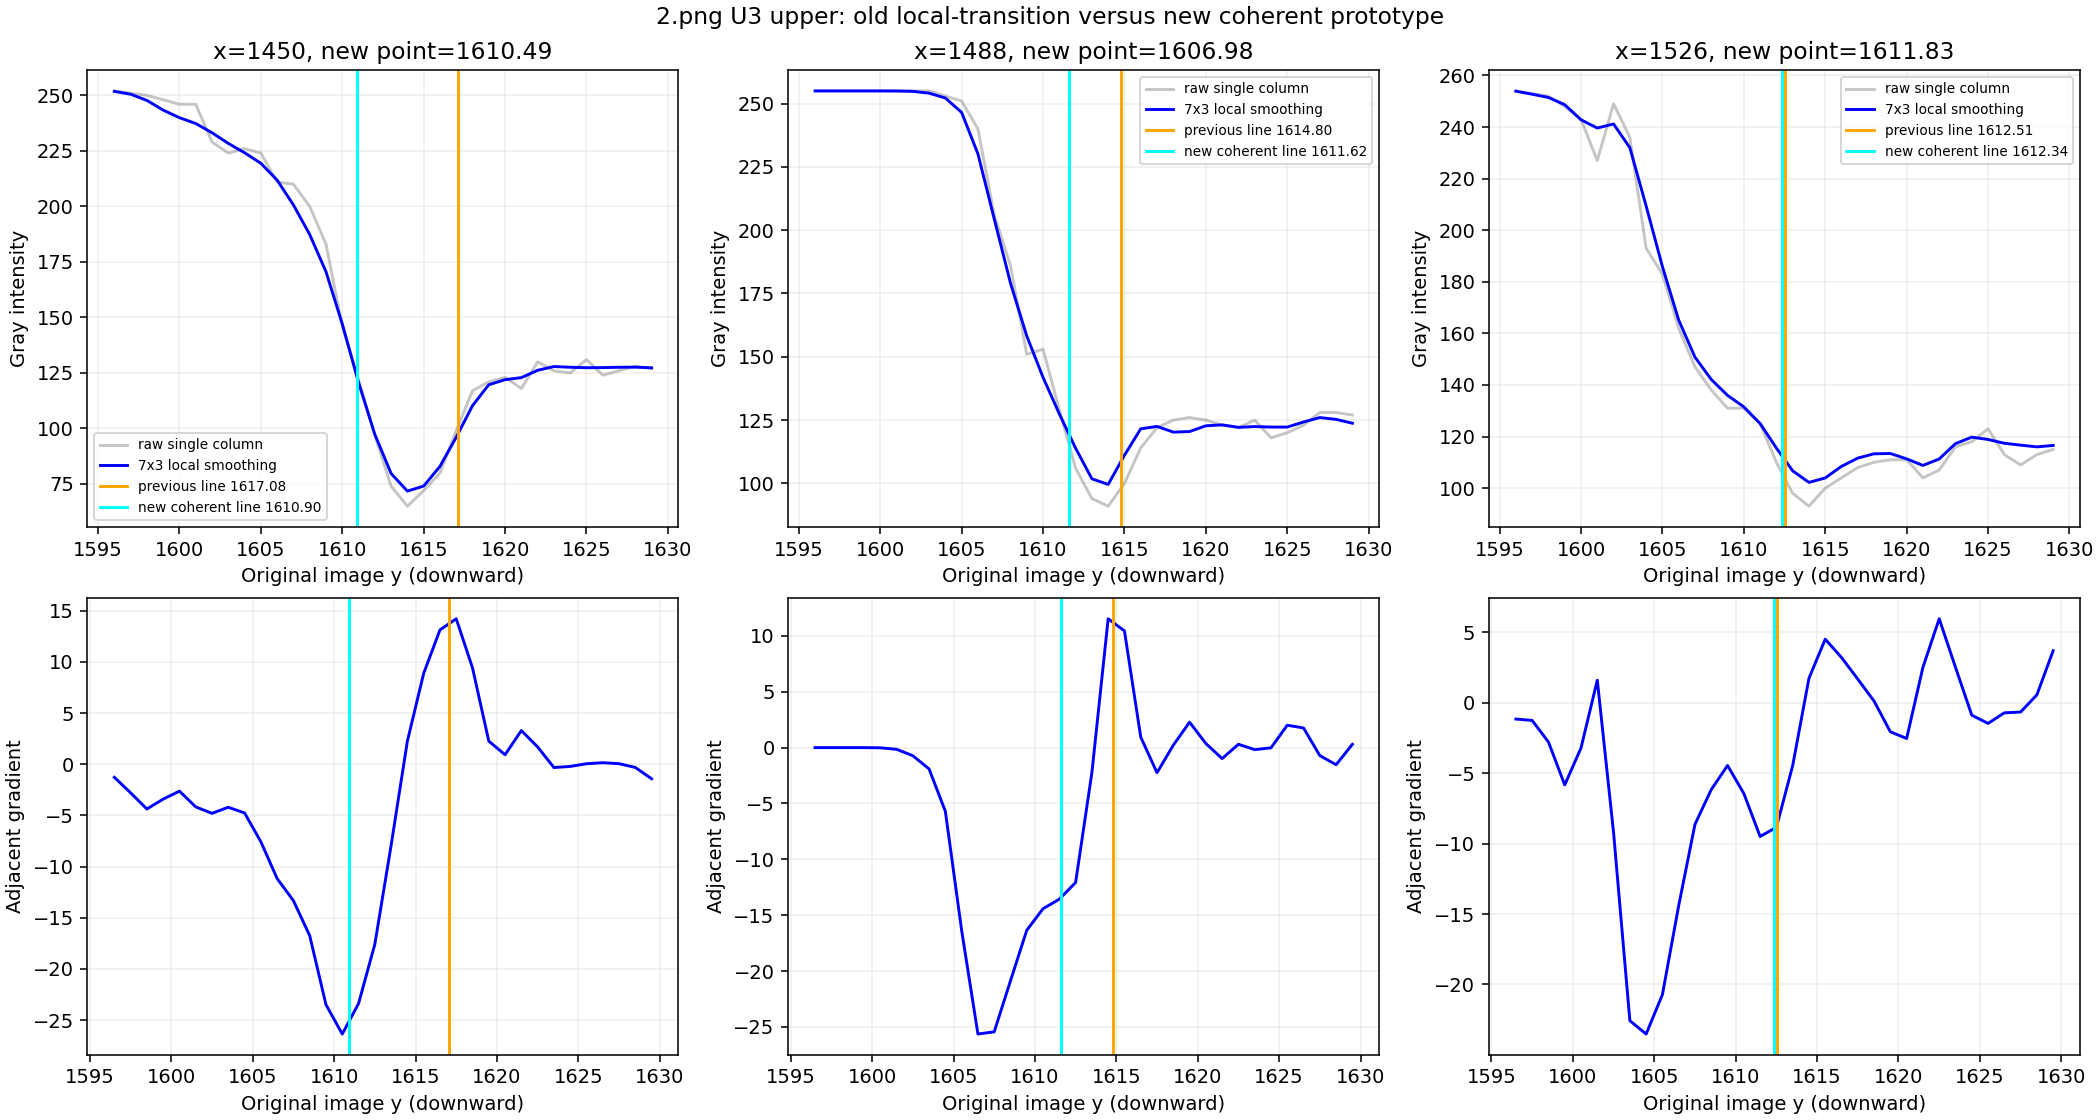 2.png U3 upper: old local-transition versus new coherent prototype
x=1450, new point=1610.49
250
225
200
175
150
125
100
75
Gray intensity
raw single column
7x3 local smoothing
previous line 1617.08
new coherent line 1610.90
1595 1600 1605 1610 1615 1620 1625 1630
Original image y (downward)
x=1488, new point=1606.98
250
225
200
175
150
125
100
Gray intensity
raw single column
7x3 local smoothing
previous line 1614.80
new coherent line 1611.62
1595 1600 1605 1610 1615 1620 1625 1630
Original image y (downward)
x=1526, new point=1611.83
260
240
220
200
180
160
140
120
100
Gray intensity
raw single column
7x3 local smoothing
previous line 1612.51
new coherent line 1612.34
1595 1600 1605 1610 1615 1620 1625 1630
Original image y (downward)
15
10
5
0
−5
−10
−15
−20
−25
Adjacent gradient
1595 1600 1605 1610 1615 1620 1625 1630
Original image y (downward)
10
5
0
−5
−10
−15
−20
−25
Adjacent gradient
1595 1600 1605 1610 1615 1620 1625 1630
Original image y (downward)
5
0
−5
−10
−15
−20
Adjacent gradient
1595 1600 1605 1610 1615 1620 1625 1630
Original image y (downward)